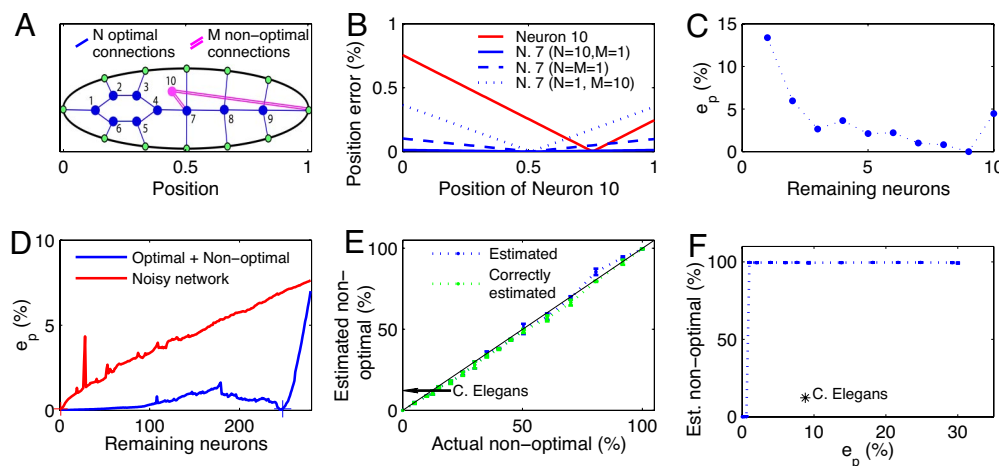 A
N optimal connections
M non-optimal connections
10
2
3
1
4
6
5
7
8
9
0
1
Position
B
Position error (%)
1
0.5
0
Neuron 10
N. 7 (N=10,M=1)
N. 7 (N=M=1)
N. 7 (N=1, M=10)
0
0.5
1
Position of Neuron 10
C
e_p (%)
15
10
5
0
0
5
10
Remaining neurons
D
e_p (%)
10
5
0
Optimal + Non-optimal
Noisy network
0
100
200
Remaining neurons
E
Estimated non-optimal (%)
100
50
0
Estimated
Correctly estimated
C. Elegans
0
50
100
Actual non-optimal (%)
F
Est. non-optimal (%)
100
50
0
C. Elegans
0
10
20
30
e_p (%)